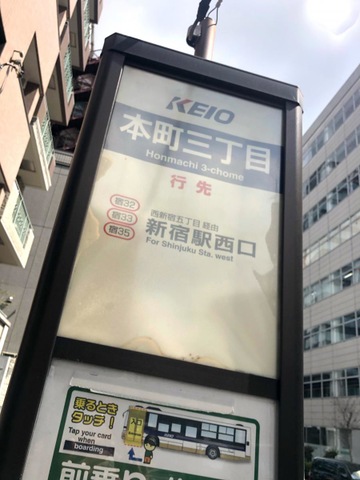 KEIO
本町三丁目
Honmachi 3-chome
行先
宿32
宿33
宿35
西新宿五丁目 経由
新宿駅西口
For Shinjuku Sta. west
乗るとき
タッチ!
Tap your card
when
boarding
入口
前乗り